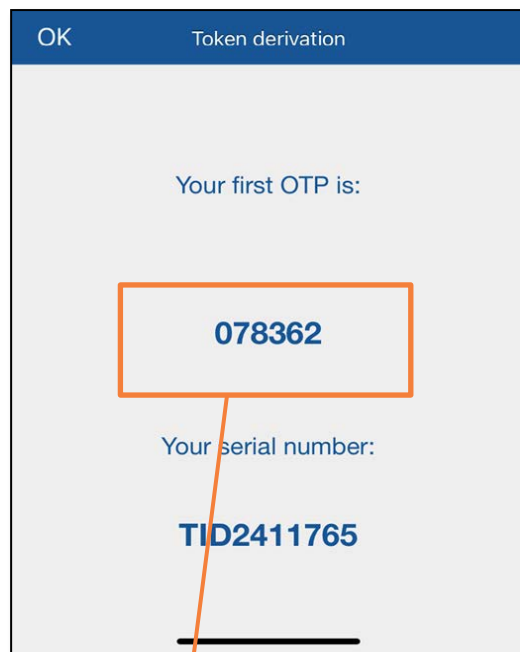 OK Token derivation
Your first OTP is:
078362
Your serial number:
TID2411765